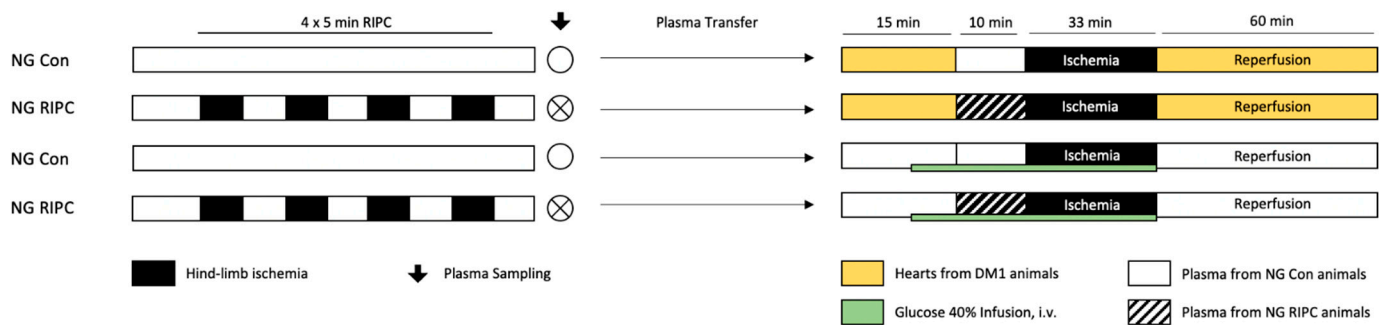 4 x 5 min RIPC
Plasma Transfer
15 min
10 min
33 min
60 min
NG Con
Ischemia
Reperfusion
NG RIPC
Ischemia
Reperfusion
NG Con
Ischemia
Reperfusion
NG RIPC
Ischemia
Reperfusion
Hind-limb ischemia
Plasma Sampling
Hearts from DM1 animals
Plasma from NG Con animals
Glucose 40% Infusion, i.v.
Plasma from NG RIPC animals